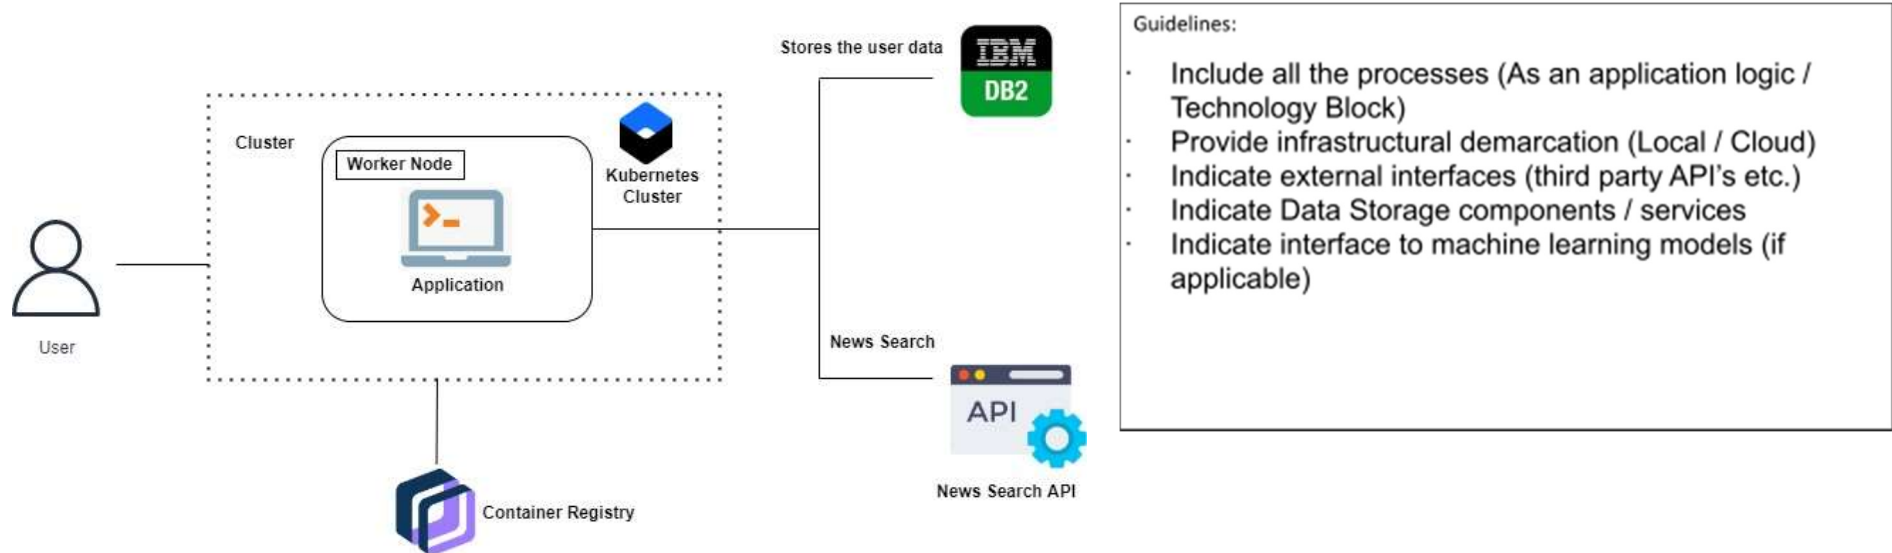 Stores the user data
IBM
DB2
Cluster
Worker Node
Kubernetes
Cluster
Application
User
News Search
API
News Search API
Container Registry
Guidelines:
· Include all the processes (As an application logic /
Technology Block)
· Provide infrastructural demarcation (Local / Cloud)
· Indicate external interfaces (third party API's etc.)
· Indicate Data Storage components / services
· Indicate interface to machine learning models (if
applicable)